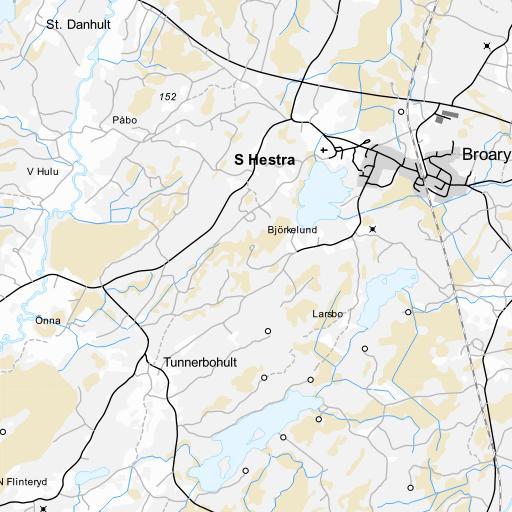 St. Danhult
152
Påbo
Broary
S Hestra
V Hulu
Björkelund
Larsbo
Önna
Tunnerbohult
N Flinteryd